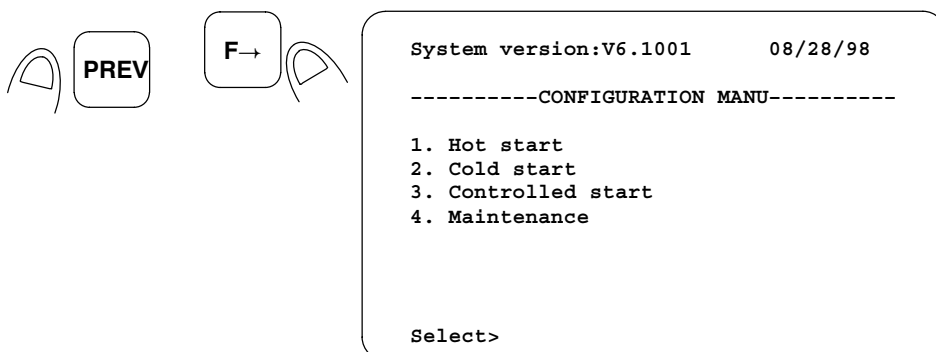 PREV
F→
System version:V6.1001 08/28/98
----------CONFIGURATION MANU----------
1. Hot start
2. Cold start
3. Controlled start
4. Maintenance
Select>